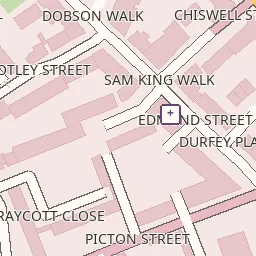 DOBSON WALK
CHISWELL S
OTLEY STREET
SAM KING WALK
EDMUND STREET
DURFEY PLA
RAYCOTT CLOSE
PICTON STREET